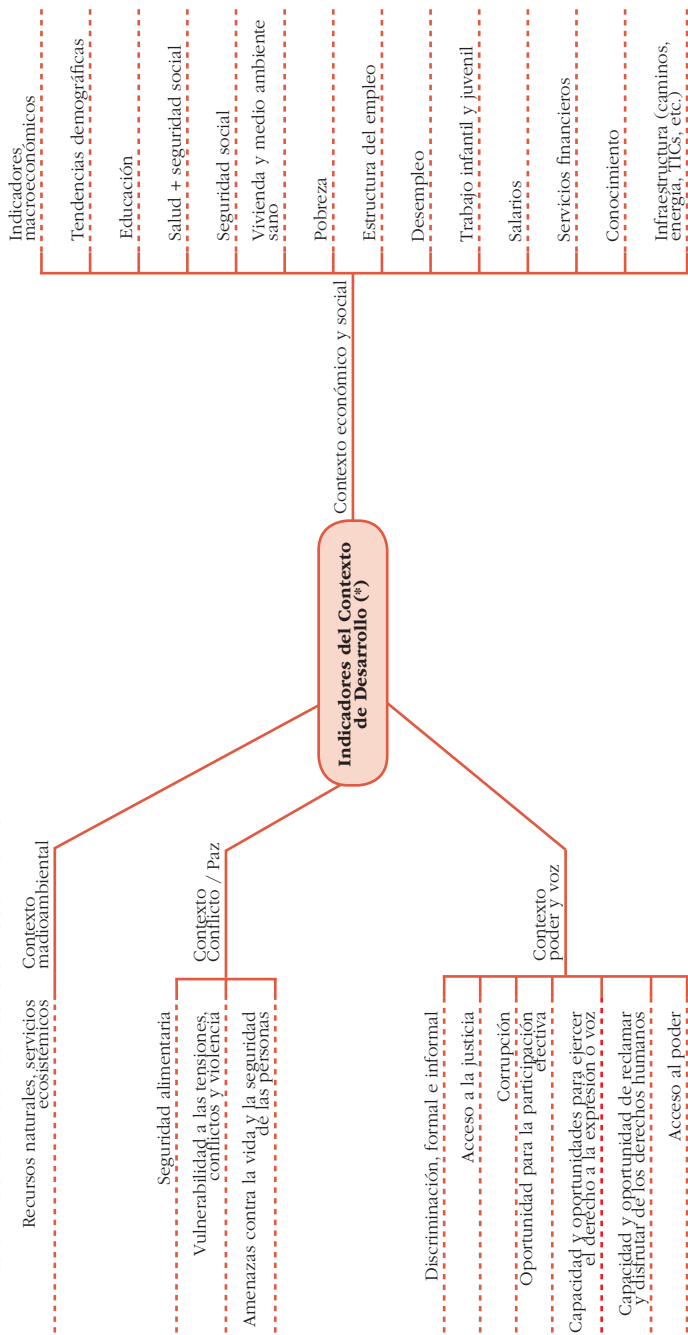 Indicadores del Contexto
de Desarrollo (*)
Contexto
madioambiental
Recursos naturales, servicios
ecosistémicos
Contexto
Conflicto / Paz
Seguridad alimentaria
Vulnerabilidad a las tensiones,
conflictos y violencia
Amenazas contra la vida y la seguridad
de las personas
Contexto
poder y voz
Discriminación, formal e informal
Acceso a la justicia
Corrupción
Oportunidad para la participación
efectiva
Capacidad y oportunidades para ejercer
el derecho a la expresión o voz
Capacidad y oportunidad de reclamar
y disfrutar de los derechos humanos
Acceso al poder
Contexto económico y social
Indicadores
macroeconómicos
Tendencias demográficas
Educación
Salud + seguridad social
Seguridad social
Vivienda y medio ambiente
sano
Pobreza
Estructura del empleo
Desempleo
Trabajo infantil y juvenil
Salarios
Servicios financieros
Conocimiento
Infraestructura (caminos,
energía, TICs, etc.)